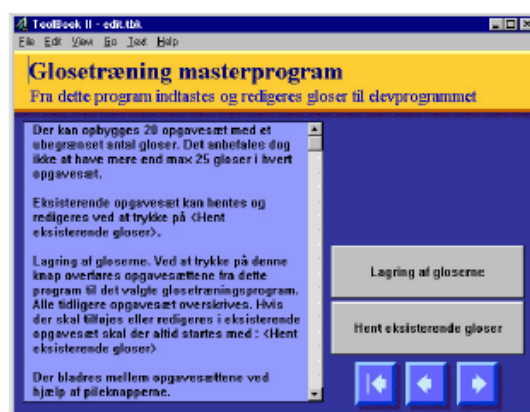 ToolBook II - edit.tbk
File Edit View Go Text Help
Glosetræning masterprogram
Fra dette program indtastes og redigeres gloser til elevprogrammet
Der kan opbygges 20 opgavesæt med et
ubegrænset antal gloser. Det anbefales dog
ikke at have mere end max 25 gloser i hvert
opgavesæt.
Eksisterende opgavesæt kan hentes og
redigeres ved at trykke på <Hent
eksisterende gloser>.
Lagring af gloserne. Ved at trykke på denne
knap overføres opgavesættene fra dette
program til det valgte glosetræningsprogram.
Alle tidligere opgavesæt overskrives. Hvis
der skal tilføjes eller redigeres i eksisterende
opgavesæt skal der altid startes med : <Hent
eksisterende gloser>
Der bladres mellem opgavesættene ved
hjælp af pileknapperne.
Lagring af gloserne
Hent eksisterende gloser